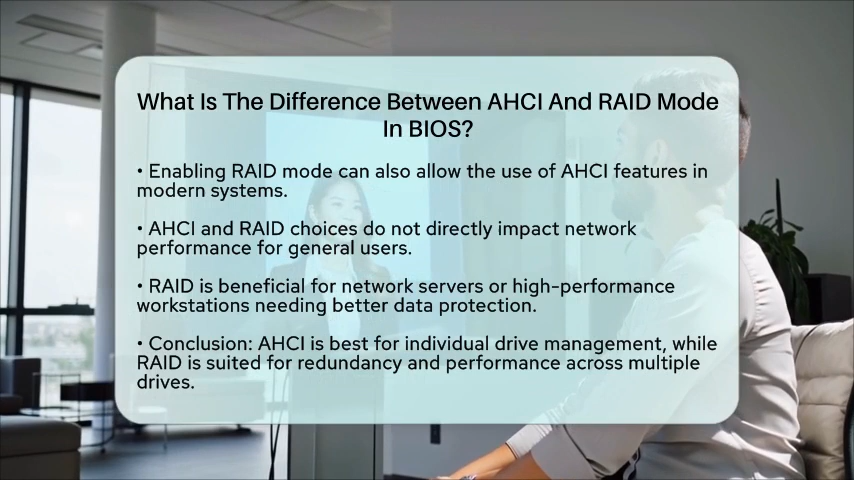 What Is The Difference Between AHCI And RAID Mode
In BIOS?
• Enabling RAID mode can also allow the use of AHCI features in
modern systems.
• AHCI and RAID choices do not directly impact network
performance for general users.
• RAID is beneficial for network servers or high-performance
workstations needing better data protection.
• Conclusion: AHCI is best for individual drive management, while
RAID is suited for redundancy and performance across multiple
drives.